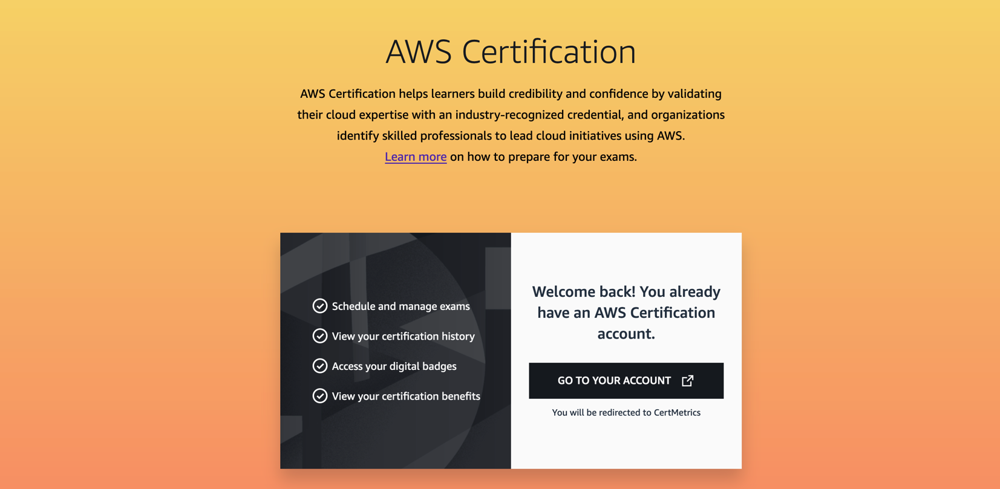 AWS Certification
AWS Certification helps learners build credibility and confidence by validating
their cloud expertise with an industry-recognized credential, and organizations
identify skilled professionals to lead cloud initiatives using AWS.
Learn more on how to prepare for your exams.
Schedule and manage exams
View your certification history
Access your digital badges
View your certification benefits
Welcome back! You already
have an AWS Certification
account.
GO TO YOUR ACCOUNT
You will be redirected to CertMetrics